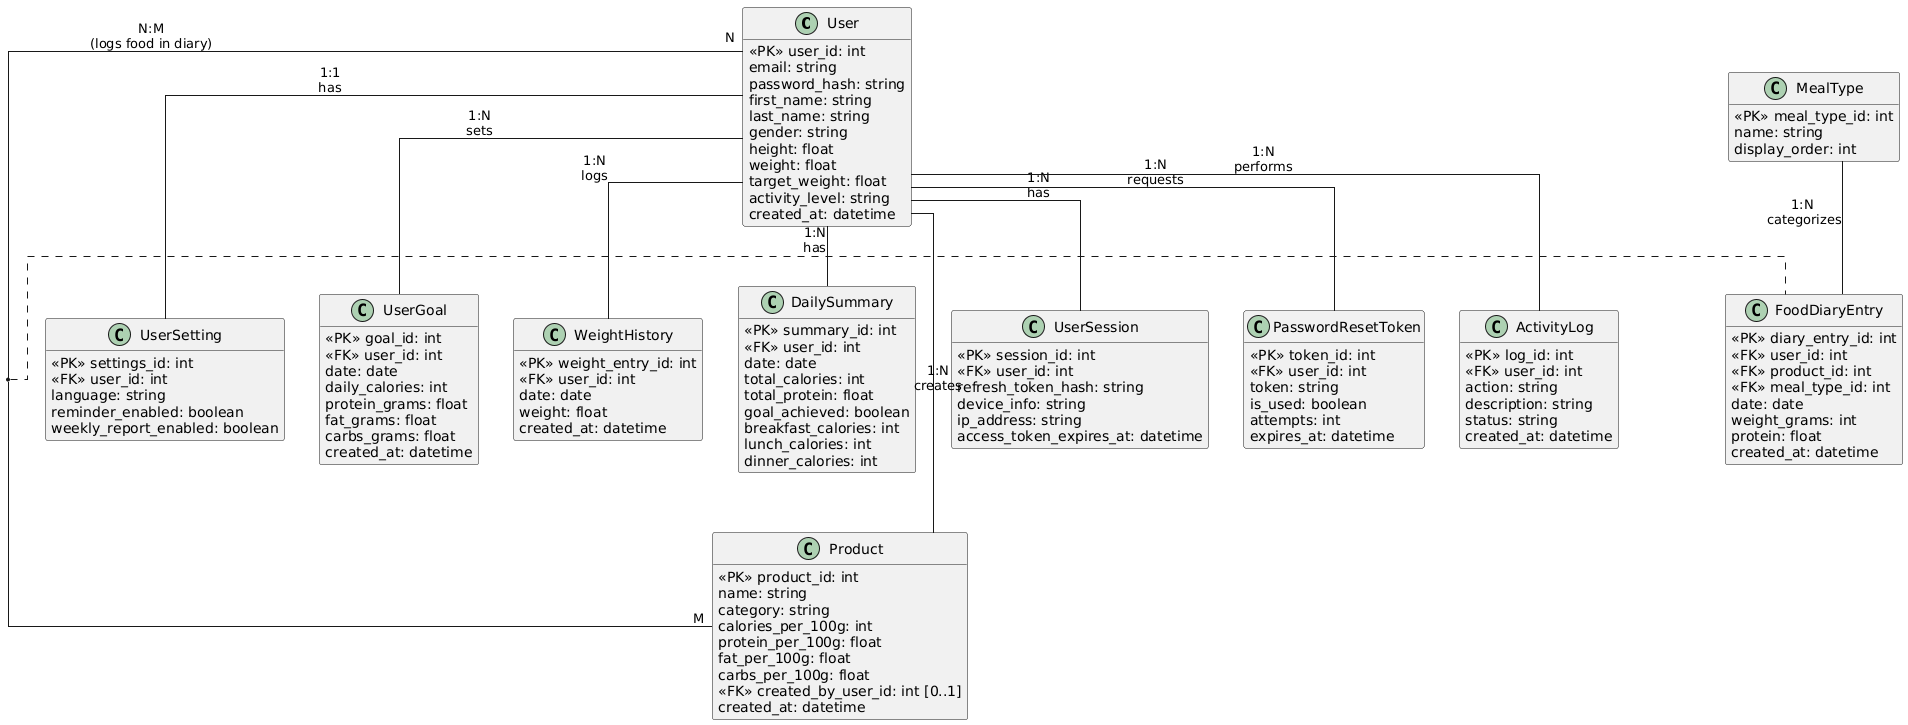 N:M
(logs food in diary)
N
1:1
has
1:N
sets
1:N
logs
C User
«PK» user_id: int
email: string
password_hash: string
first_name: string
last_name: string
gender: string
height: float
weight: float
target_weight: float
activity_level: string
created_at: datetime
1:N
performs
1:N
requests
1:N
has
1:N
has
C MealType
«PK» meal_type_id: int
name: string
display_order: int
1:N
categorizes
C UserSetting
«PK» settings_id: int
«FK» user_id: int
language: string
reminder_enabled: boolean
weekly_report_enabled: boolean
C UserGoal
«PK» goal_id: int
«FK» user_id: int
date: date
daily_calories: int
protein_grams: float
fat_grams: float
carbs_grams: float
created_at: datetime
C WeightHistory
«PK» weight_entry_id: int
«FK» user_id: int
date: date
weight: float
created_at: datetime
C DailySummary
«PK» summary_id: int
«FK» user_id: int
date: date
total_calories: int
total_protein: float
goal_achieved: boolean
breakfast_calories: int
lunch_calories: int
dinner_calories: int
1:N
creates
C UserSession
«PK» session_id: int
«FK» user_id: int
refresh_token_hash: string
device_info: string
ip_address: string
access_token_expires_at: datetime
C PasswordResetToken
«PK» token_id: int
«FK» user_id: int
token: string
is_used: boolean
attempts: int
expires_at: datetime
C ActivityLog
«PK» log_id: int
«FK» user_id: int
action: string
description: string
status: string
created_at: datetime
C FoodDiaryEntry
«PK» diary_entry_id: int
«FK» user_id: int
«FK» product_id: int
«FK» meal_type_id: int
date: date
weight_grams: int
protein: float
created_at: datetime
M
C Product
«PK» product_id: int
name: string
category: string
calories_per_100g: int
protein_per_100g: float
fat_per_100g: float
carbs_per_100g: float
«FK» created_by_user_id: int [0..1]
created_at: datetime